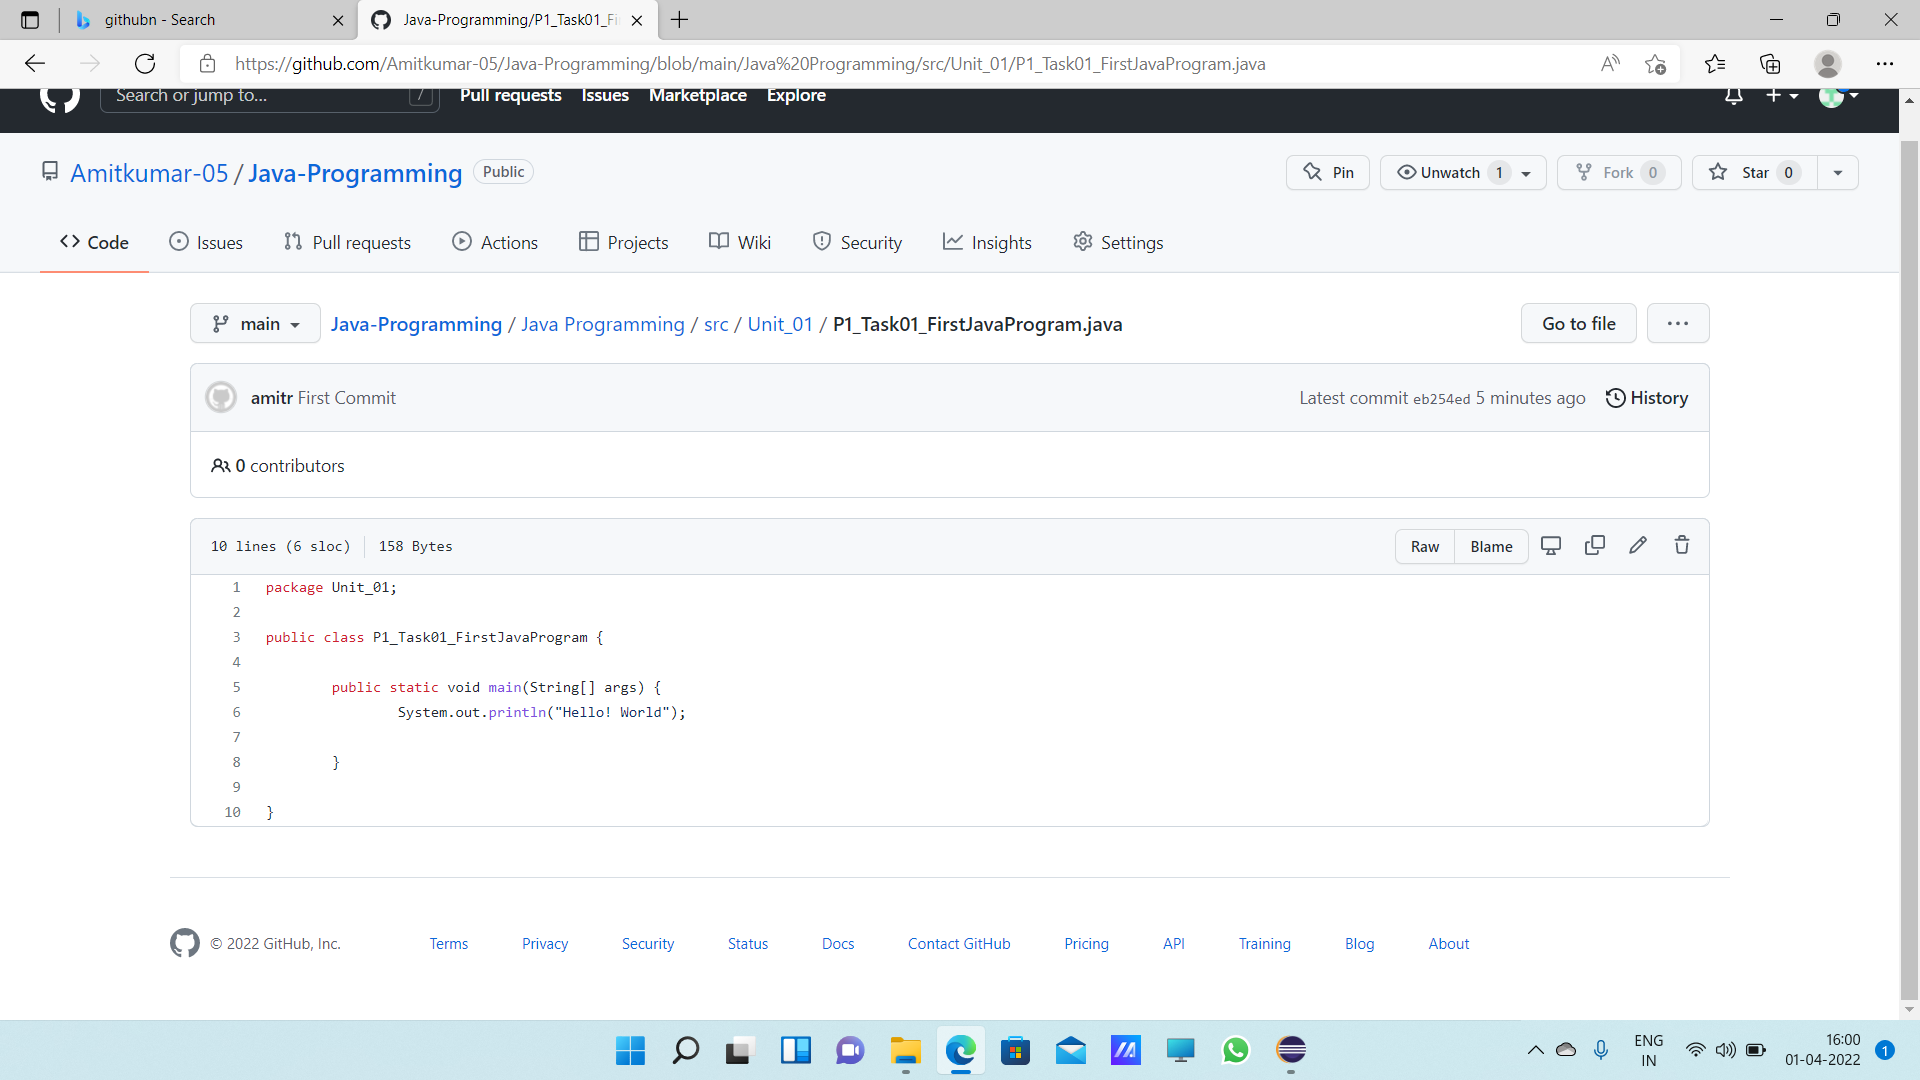 githubn - Search
Java-Programming/P1_Task01_Fi
https://github.com/Amitkumar-05/Java-Programming/blob/main/Java%20Programming/src/Unit_01/P1_Task01_FirstJavaProgram.java
Search or jump to... /
Pull requests Issues Marketplace Explore
Amitkumar-05 / Java-Programming Public
Pin Unwatch 1 Fork 0 Star 0
Code Issues Pull requests Actions Projects Wiki Security Insights Settings
main Java-Programming / Java Programming / src / Unit_01 / P1_Task01_FirstJavaProgram.java Go to file ...
amitr First Commit Latest commit eb254ed 5 minutes ago History
0 contributors
10 lines (6 sloc) 158 Bytes Raw Blame
1 package Unit_01;
2
3 public class P1_Task01_FirstJavaProgram {
4
5 public static void main(String[] args) {
6 System.out.println("Hello! World");
7
8 }
9
10 }
© 2022 GitHub, Inc. Terms Privacy Security Status Docs Contact GitHub Pricing API Training Blog About
ENG
IN
16:00
01-04-2022
1